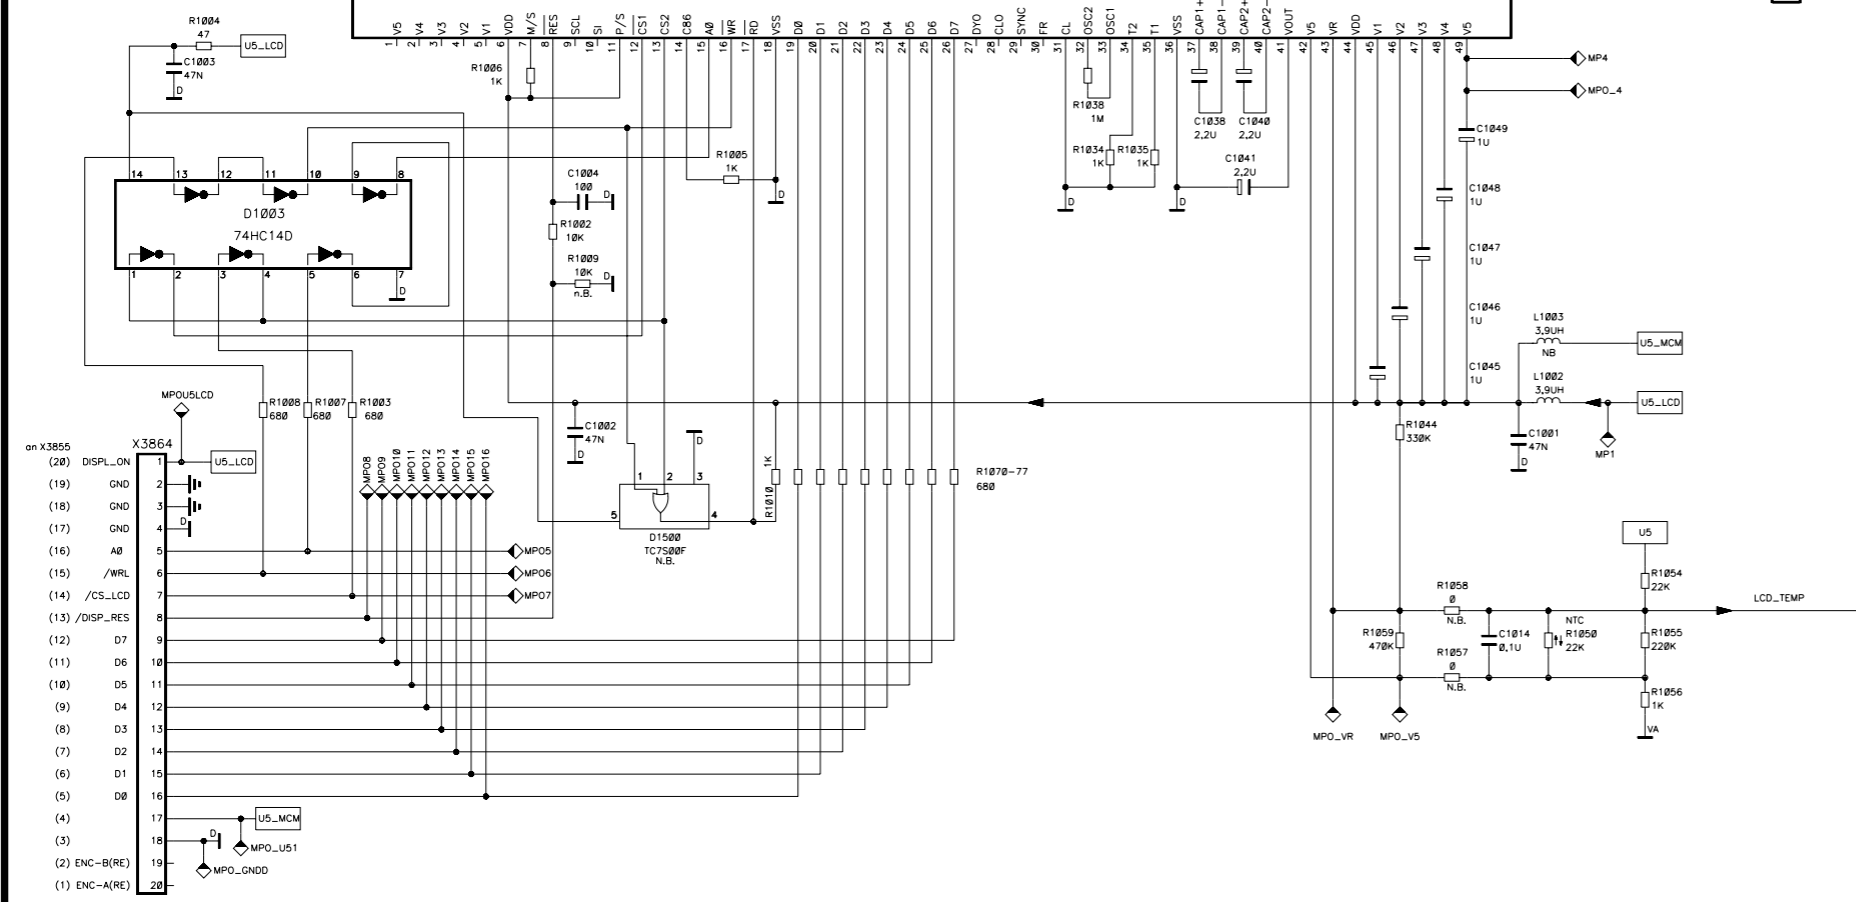 V5 V4 V3 V2 V1 VDD M/S RES SCL SI P/S CS1 CS2 C86 A0 WR RD VSS D0 D1 D2 D3 D4 D5 D6 D7 DYO CLO SYNC FR CL OSC2 OSC1 T2 T1 VSS CAP1+ CAP1- CAP2+ CAP2- VOUT V5 VR VDD V1 V2 V3 V4 V5
1 2 3 4 5 6 7 8 9 10 11 12 13 14 15 16 17 18 19 20 21 22 23 24 25 26 27 28 29 30 31 32 33 34 35 36 37 38 39 40 41 42 43 44 45 46 47 48 49
R1004
47
U5_LCD
C1003
47N
D
R1006
1K
R1005
1K
D
C1004
100
D
R1002
10K
R1009
10K
D
n.B.
14 13 12 11 10 9 8
D1003
74HC14D
1 2 3 4 5 6 7
D
R1038
1M
R1034
1K
R1035
1K
D
C1038
2,2U
C1040
2,2U
C1041
2,2U
D
MP4
MPO_4
C1049
1U
C1048
1U
C1047
1U
C1046
1U
C1045
1U
L1003
3,9UH
NB
U5_MCM
L1002
3,9UH
U5_LCD
MP1
C1001
47N
D
R1044
330K
R1008
680
R1007
680
R1003
680
C1002
47N
D
D
1 2 3
5 4
D1500
TC7S00F
N.B.
R1010 1K
R1070-77
680
MPOU5LCD
U5_LCD
an X3855
X3864
(20) DISPL_ON 1
(19) GND 2
(18) GND 3
(17) GND 4
D
(16) A0 5
(15) /WRL 6
(14) /CS_LCD 7
(13) /DISP_RES 8
(12) D7 9
(11) D6 10
(10) D5 11
(9) D4 12
(8) D3 13
(7) D2 14
(6) D1 15
(5) D0 16
(4) 17
(3) 18
(2) ENC-B(RE) 19
(1) ENC-A(RE) 20
MPO8 MPO9 MPO10 MPO11 MPO12 MPO13 MPO14 MPO15 MPO16
MPO5
MPO6
MPO7
U5_MCM
D
MPO_U51
MPO_GNDD
U5
R1054
22K
LCD_TEMP
R1058
0
N.B.
R1059
470K
C1014
0,1U
NTC
R1050
22K
R1055
220K
R1057
0
N.B.
R1056
1K
VA
MPO_VR
MPO_V5